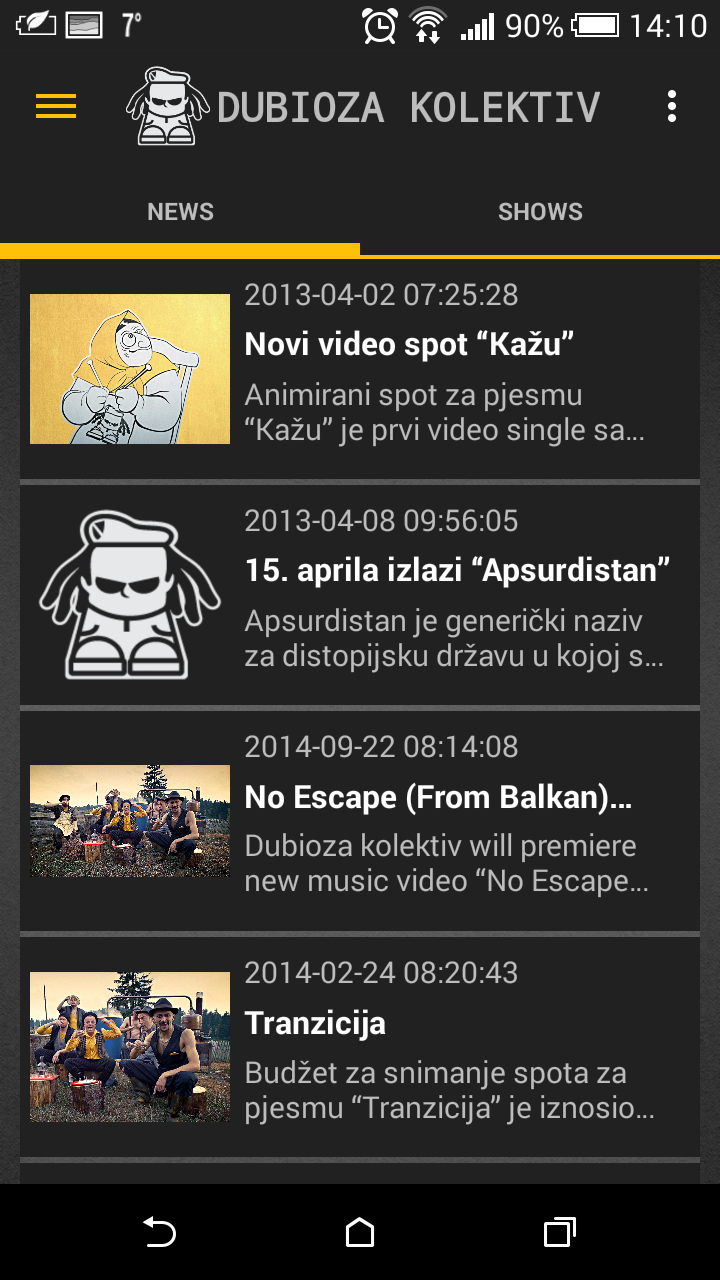 7°
90%
14:10
DUBIOZA KOLEKTIV
NEWS
SHOWS
2013-04-02 07:25:28
Novi video spot “Kažu”
Animirani spot za pjesmu
“Kažu” je prvi video single sa...
2013-04-08 09:56:05
15. aprila izlazi “Apsurdistan”
Apsurdistan je generički naziv
za distopijsku državu u kojoj s...
2014-09-22 08:14:08
No Escape (From Balkan)...
Dubioza kolektiv will premiere
new music video “No Escape...
2014-02-24 08:20:43
Tranzicija
Budžet za snimanje spota za
pjesmu “Tranzicija” je iznosio...